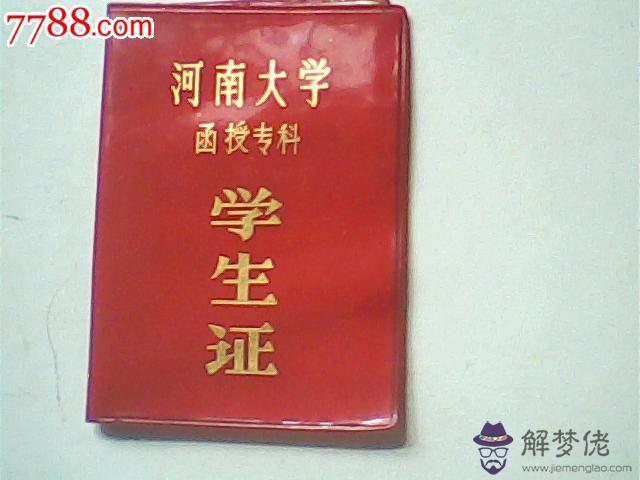 7788.com
河南大学
函授专科
学
生
证
解梦佬
www.jiemenglao.com